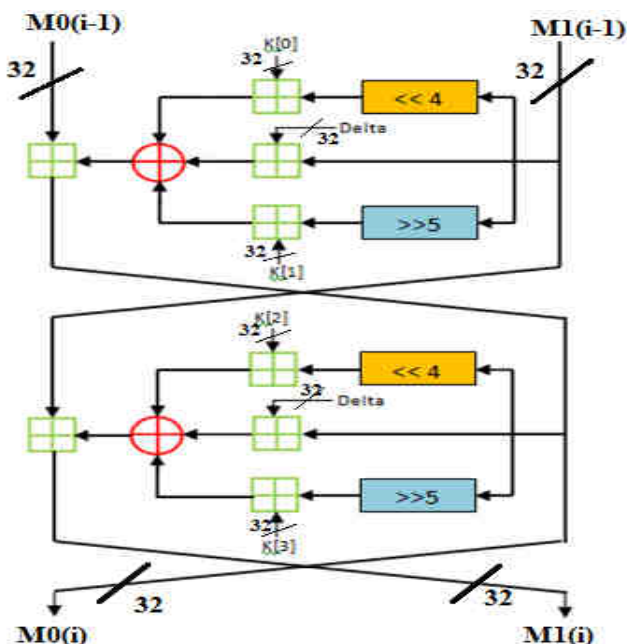 M0(i-1)
M1(i-1)
K[0]
32
32
32
<< 4
Delta
32
>>5
32
K[1]
K[2]
32
<< 4
32
Delta
>>5
32
K[3]
32
32
M0(i)
M1(i)